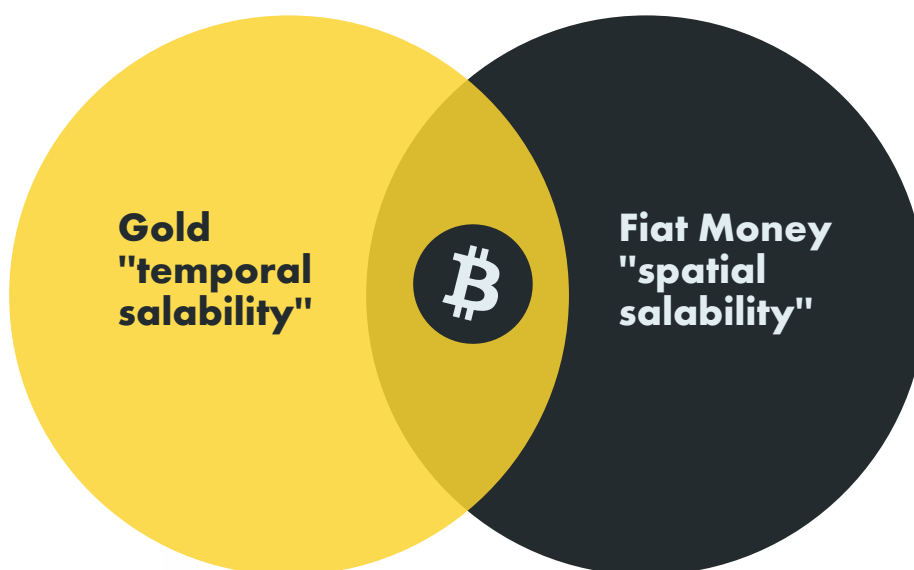 Gold
"temporal
salability"
₿
Fiat Money
"spatial
salability"